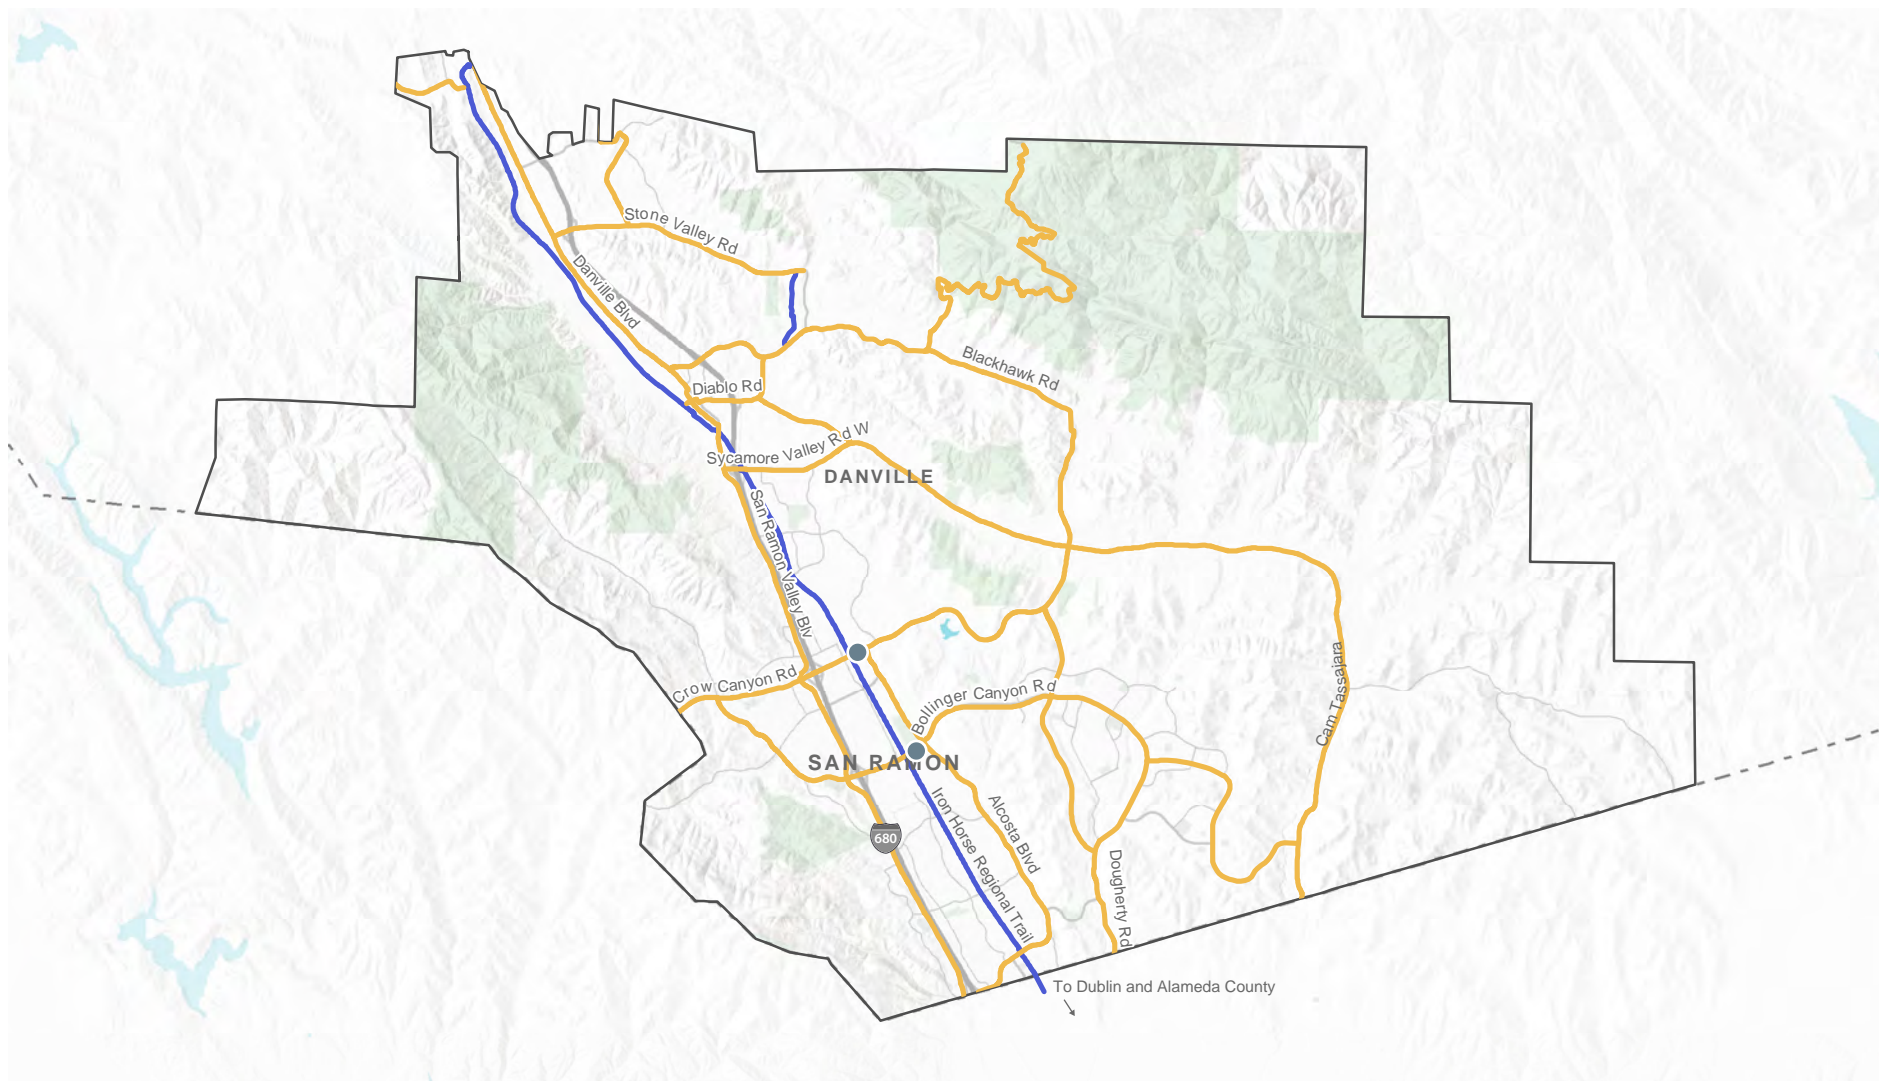 Stone Valley Rd
Danville Blvd
Blackhawk Rd
Diablo Rd
Sycamore Valley Rd W
DANVILLE
San Ramon Valley Blv
Crow Canyon Rd
Bollinger Canyon Rd
Cam Tassajara
SAN RAMON
680
Iron Horse Regional Trail
Alcosta Blvd
Dougherty Rd
To Dublin and Alameda County